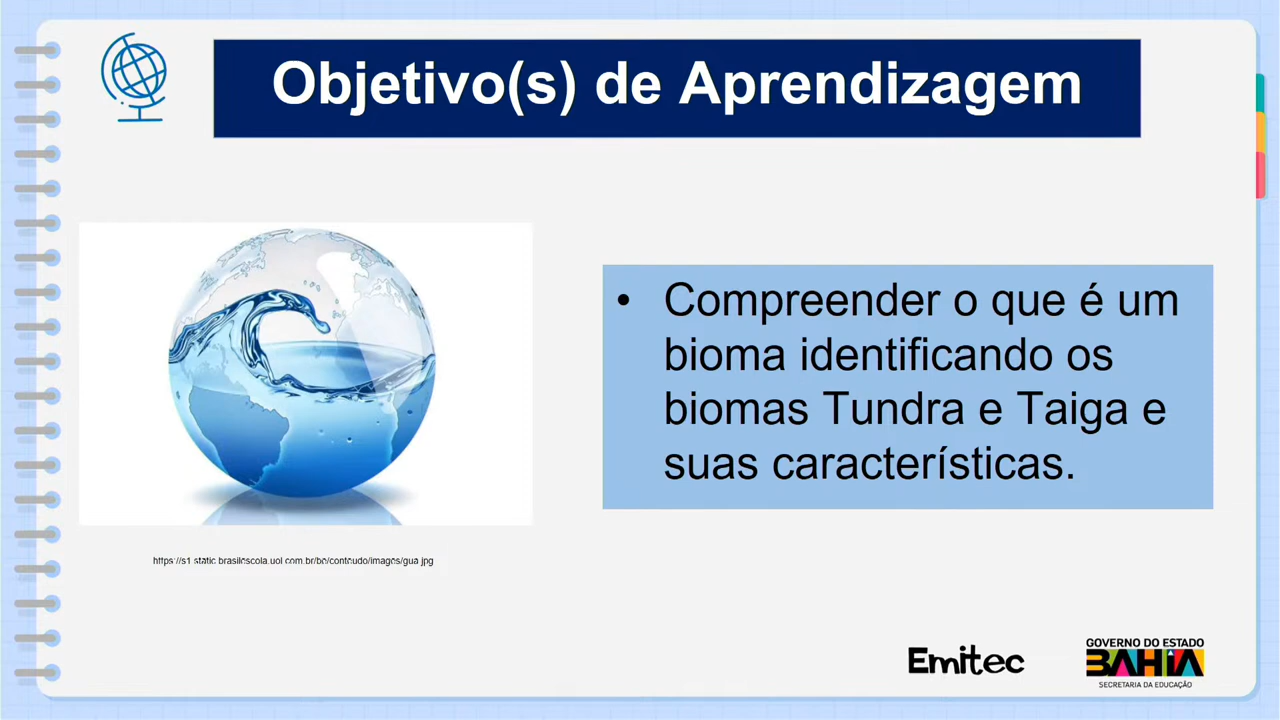 Objetivo(s) de Aprendizagem
• Compreender o que é um
bioma identificando os
biomas Tundra e Taiga e
suas características.
https://s1.static.brasilescola.uol.com.br/be/conteudo/images/gua.jpg
Emitec
GOVERNO DO ESTADO
BAHIA
SECRETARIA DA EDUCAÇÃO